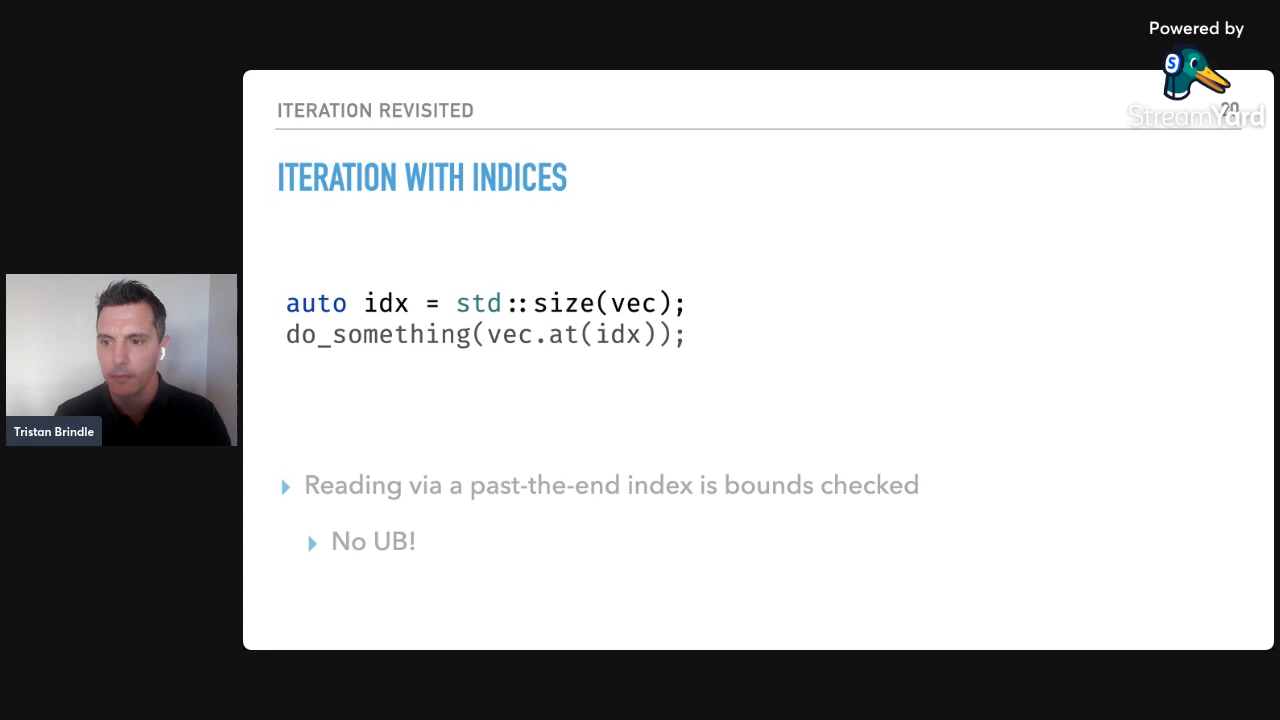 Powered by
StreamYard
ITERATION REVISITED
20
ITERATION WITH INDICES
auto idx = std::size(vec);
do_something(vec.at(idx));
Reading via a past-the-end index is bounds checked
No UB!
Tristan Brindle